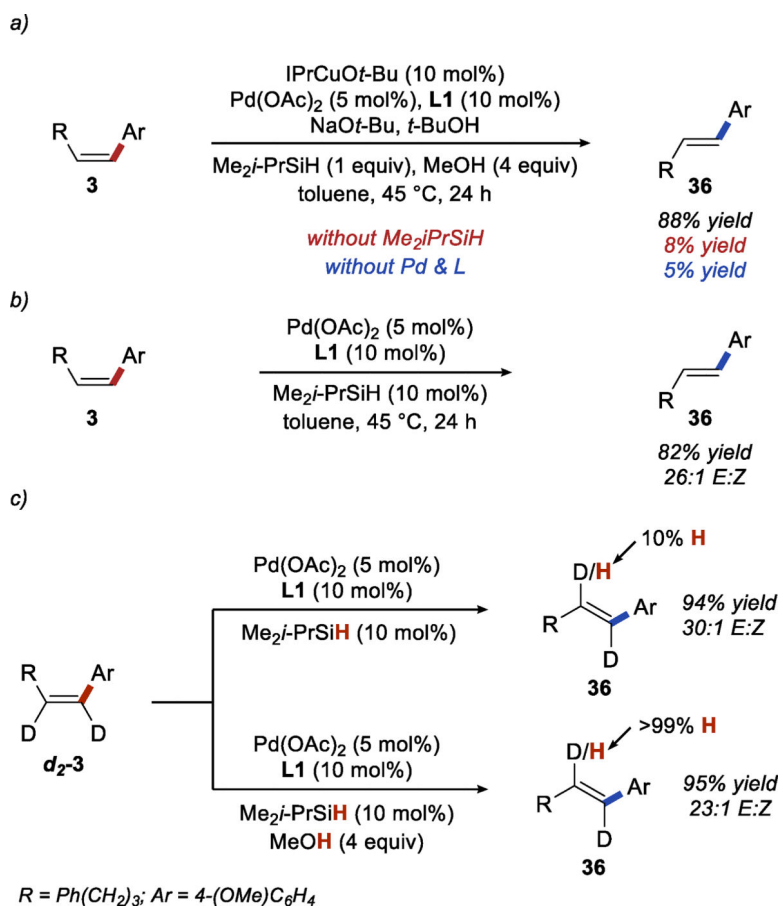 a)
IPrCuOt-Bu (10 mol%)
Pd(OAc)2 (5 mol%), L1 (10 mol%)
NaOt-Bu, t-BuOH
R Ar
3
Me2i-PrSiH (1 equiv), MeOH (4 equiv)
toluene, 45 °C, 24 h
Ar
R
36
88% yield
without Me2iPrSiH 8% yield
without Pd & L 5% yield
b)
Pd(OAc)2 (5 mol%)
L1 (10 mol%)
R Ar
3
Me2i-PrSiH (10 mol%)
toluene, 45 °C, 24 h
Ar
R
36
82% yield
26:1 E:Z
c)
Pd(OAc)2 (5 mol%)
L1 (10 mol%)
Me2i-PrSiH (10 mol%)
10% H
D/H
R Ar
D
36
94% yield
30:1 E:Z
R Ar
D D
d2-3
Pd(OAc)2 (5 mol%)
L1 (10 mol%)
Me2i-PrSiH (10 mol%)
MeOH (4 equiv)
>99% H
D/H
R Ar
D
36
95% yield
23:1 E:Z
R = Ph(CH2)3; Ar = 4-(OMe)C6H4